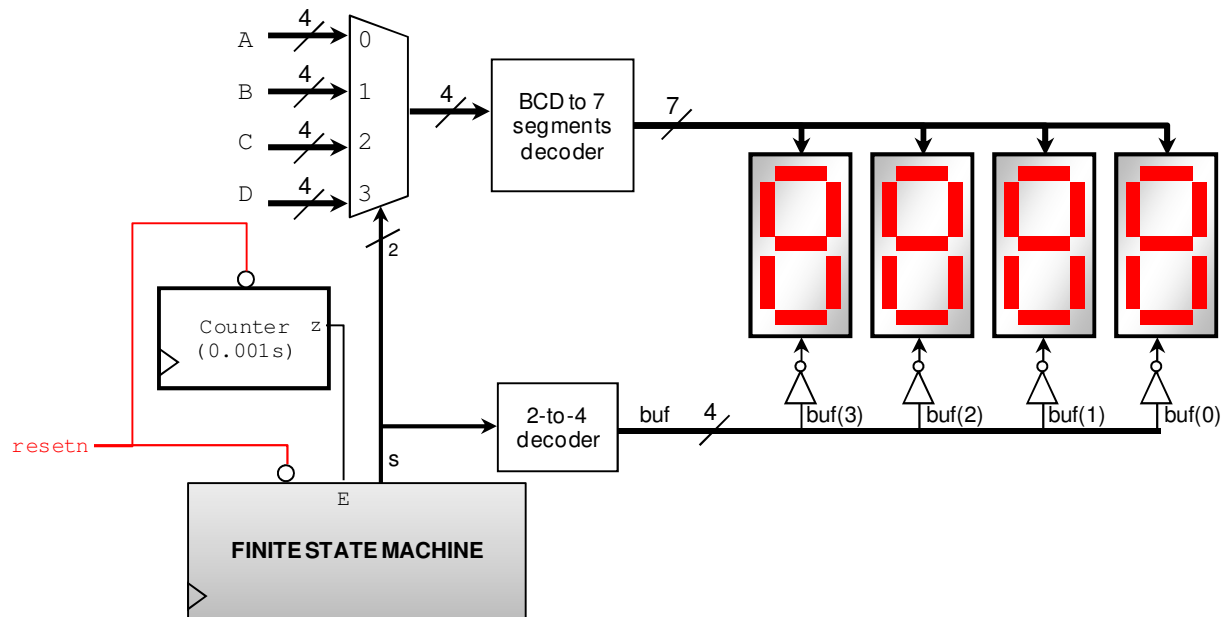 A
4
0
B
4
1
C
4
2
D
4
3
4
BCD to 7
segments
decoder
7
2
Counter
(0.001s)
z
resetn
2-to-4
decoder
buf
4
buf(3)
buf(2)
buf(1)
buf(0)
s
E
FINITE STATE MACHINE